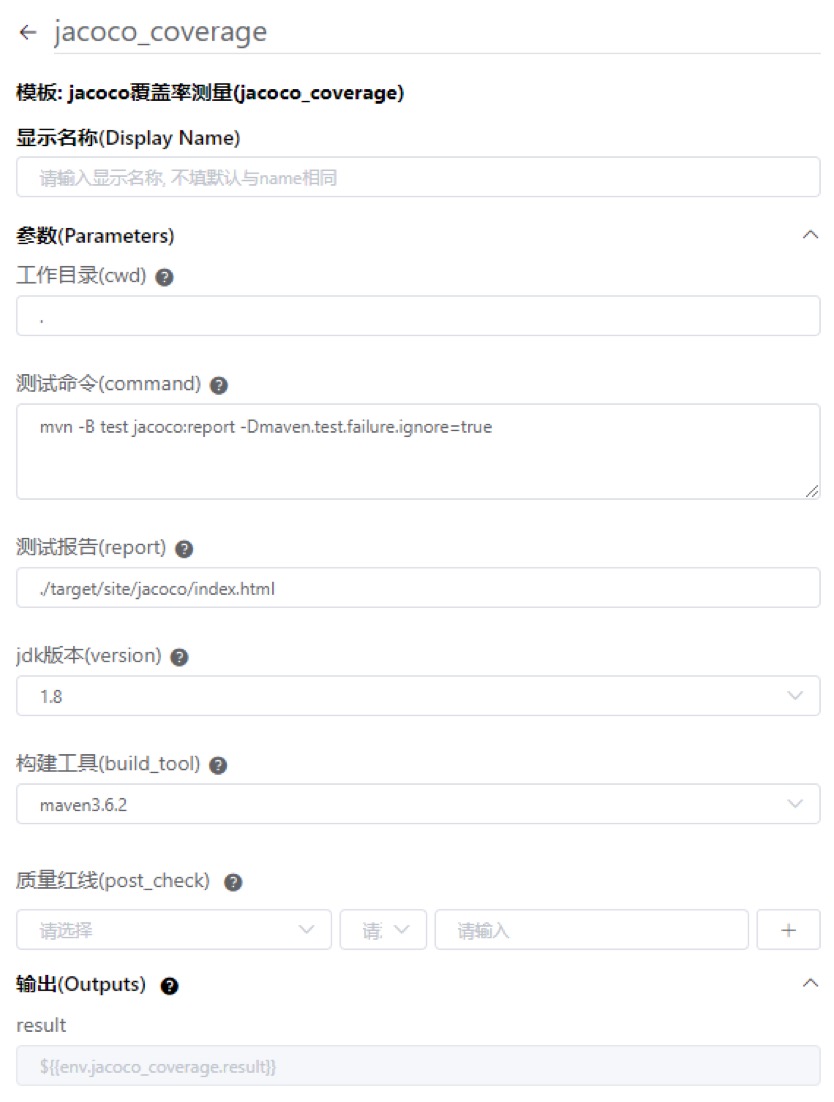 jacoco_coverage
模板: jacoco覆盖率测量(jacoco_coverage)
显示名称(Display Name)
请输入显示名称, 不填默认与name相同
参数(Parameters)
工作目录(cwd)
.
测试命令(command)
mvn -B test jacoco:report -Dmaven.test.failure.ignore=true
测试报告(report)
./target/site/jacoco/index.html
jdk版本(version)
1.8
构建工具(build_tool)
maven3.6.2
质量红线(post_check)
请选择 请 请输入 +
输出(Outputs)
result
${{env.jacoco_coverage.result}}